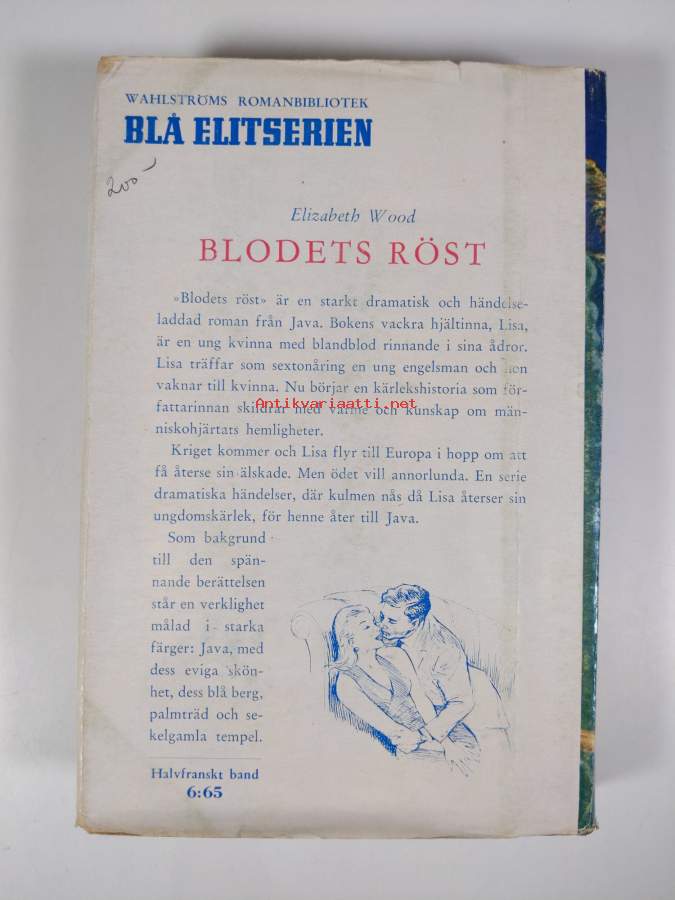 WAHLSTRÖMS ROMANBIBLIOTEK
BLÅ ELITSERIEN
200-
Elizabeth Wood
BLODETS RÖST
»Blodets röst» är en starkt dramatisk och händelse-
laddad roman från Java. Bokens vackra hjältinna, Lisa,
är en ung kvinna med blandblod rinnande i sina ådror.
Lisa träffar som sextonåring en ung engelsman och hon
vaknar till kvinna. Nu börjar en kärlekshistoria som för-
fattarinnan skildrar med värme och kunskap om män-
Antikvariaatti.net
niskohjärtats hemligheter.
Kriget kommer och Lisa flyr till Europa i hopp om att
få återse sin älskade. Men ödet vill annorlunda. En serie
dramatiska händelser, där kulmen nås då Lisa återser sin
ungdomskärlek, för henne åter till Java.
Som bakgrund
till den spän-
nande berättelsen
står en verklighet
målad i starka
färger: Java, med
dess eviga skön-
het, dess blå berg,
palmträd och se-
kelgamla tempel.
Halvfranskt band
6:65